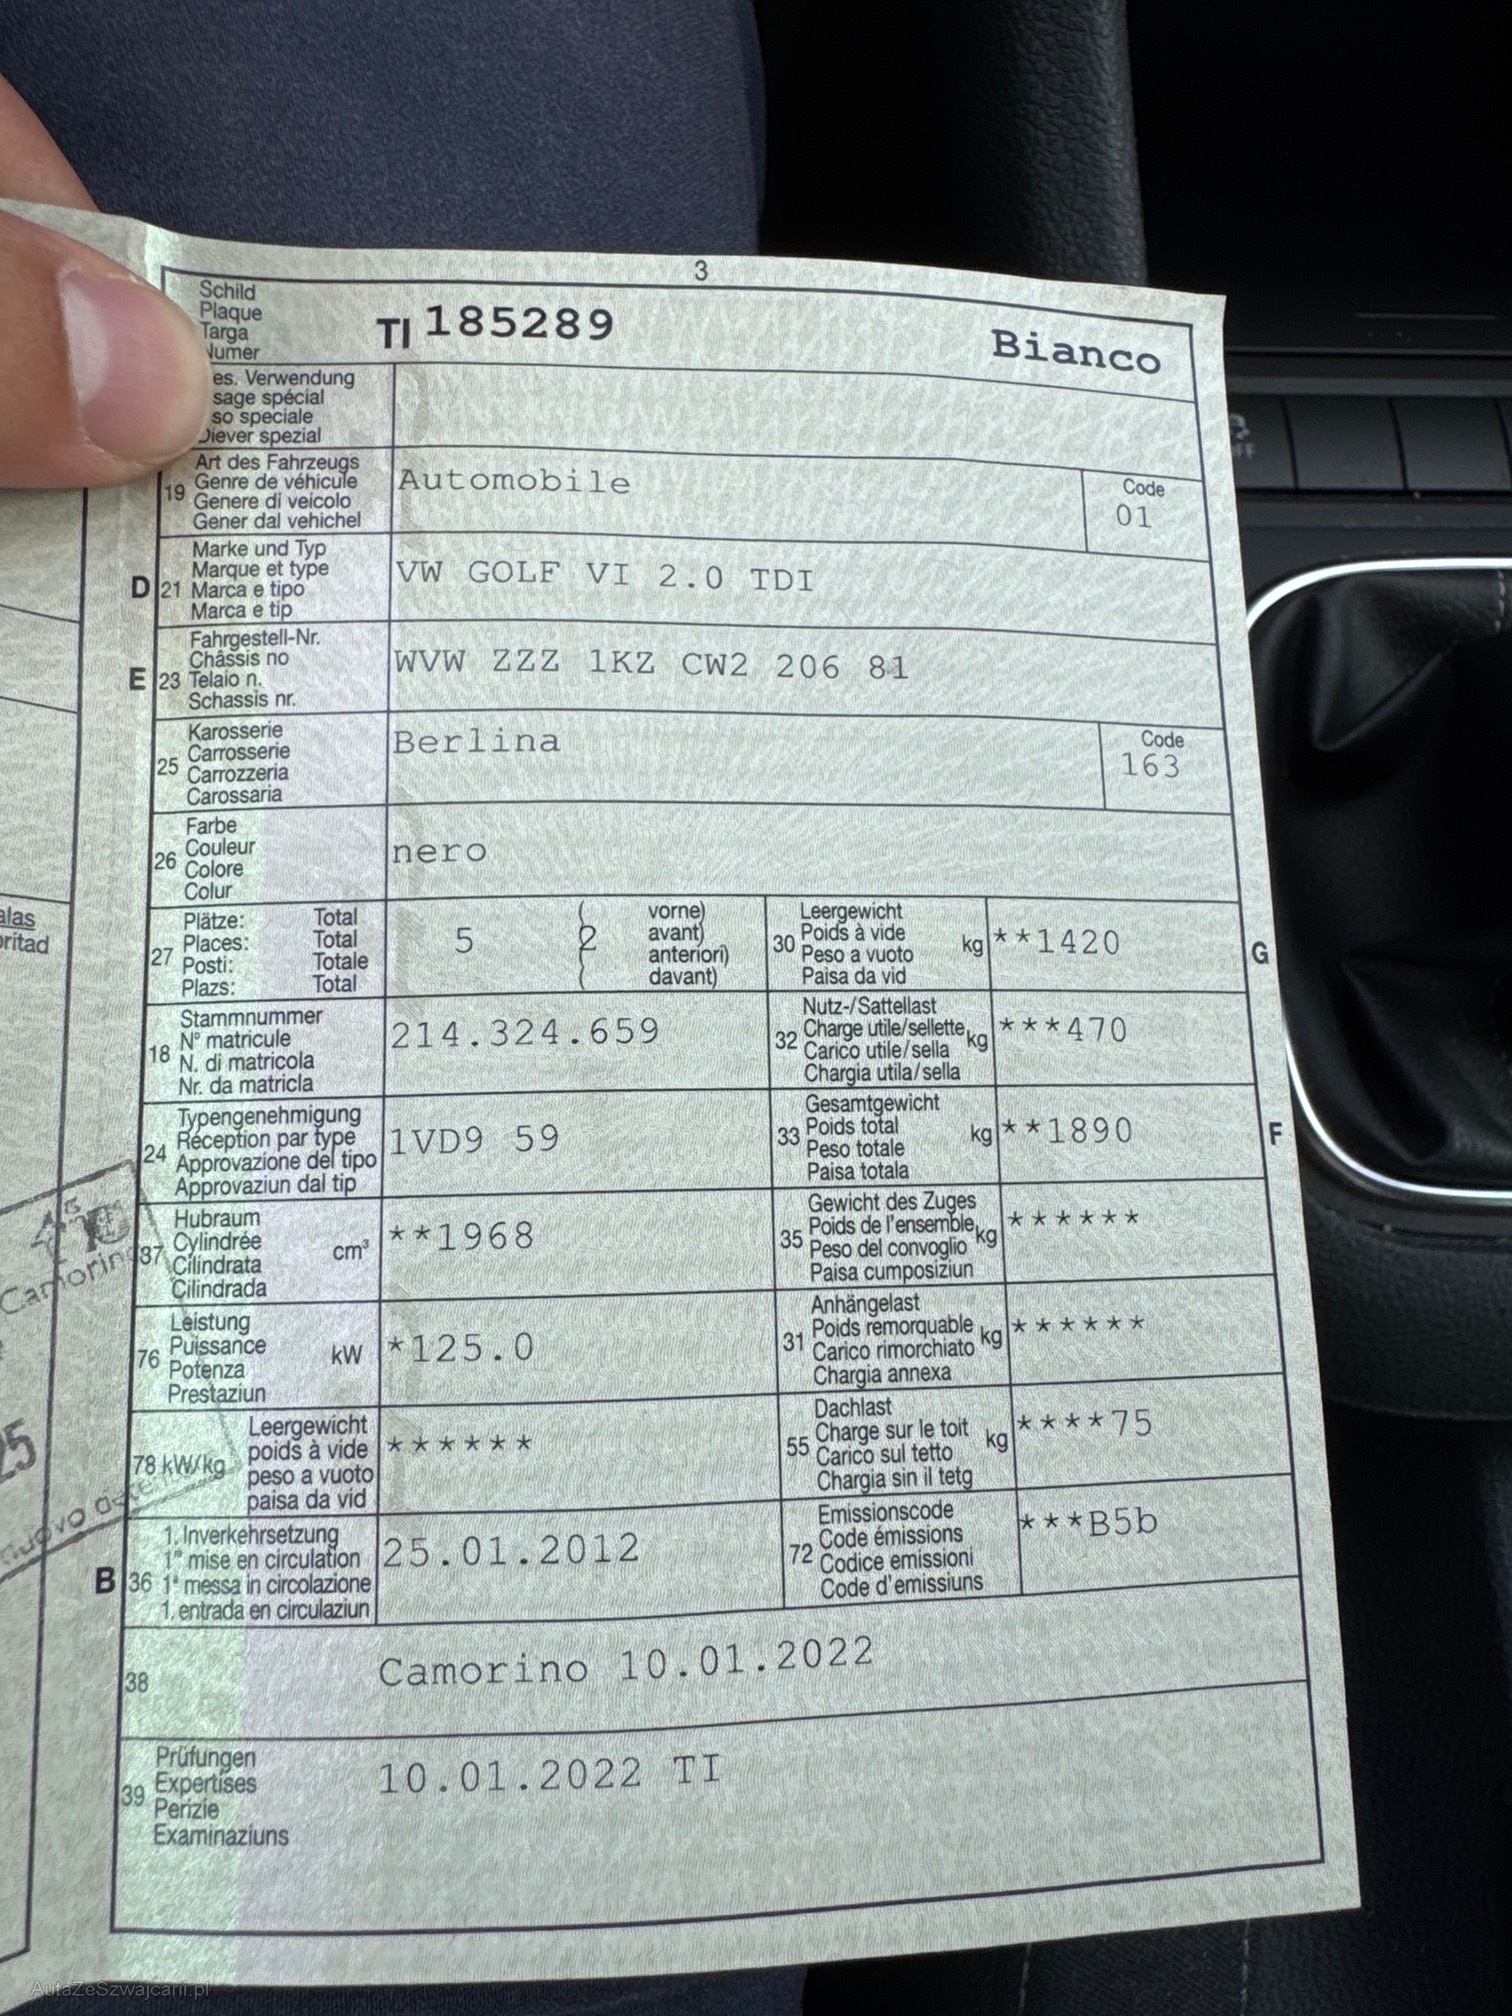 3
Schild
Plaque
Targa
TI 185289
Bianco
sage spécial
so speciale
spezial
Verwendung
19
Art des Fahrzeugs
Genre de véhicule
Genere di veicolo
Gener dal vehichel
Automobile
Code
01
D 21
Marke und Typ
Marque et type
Marca e tipo
Marca e tip
VW GOLF VI 2.0 TDI
E 23
Fahrgestell-Nr.
Châssis no
Telaio n.
Schassis nr.
WVW ZZZ 1KZ CW2 206 81
25
Karosserie
Carrosserie
Carrozzeria
Carossaria
Berlina
Code
163
26
Farbe
Couleur
Colore
Colur
nero
27
Plätze: Total
Places: Total
Posti: Totale
Plazs: Total
5
2
vorne)
avant)
anteriori)
davant)
30
Leergewicht
Poids à vide
Peso a vuoto
Paisa da vid
kg
**1420
G
18
Stammnummer
N° matricule
N. di matricola
Nr. da matricla
214.324.659
32
Nutz-/Sattellast
Charge utile/sellette
Carico utile/sella
Chargia utila/sella
kg
***470
24
Typengenehmigung
Réception par type
Approvazione del tipo
Approvaziun dal tip
1VD9 59
33
Gesamtgewicht
Poids total
Peso totale
Paisa totala
kg
**1890
F
37
Hubraum
Cylindrée
Cilindrata
Cilindrada
cm³
**1968
35
Gewicht des Zuges
Poids de l'ensemble
Peso del convoglio
Paisa cumposiziun
kg
******
76
Leistung
Puissance
Potenza
Prestaziun
kW
*125.0
31
Anhängelast
Poids remorquable
Carico rimorchiato
Chargia annexa
kg
******
78 kW/kg
Leergewicht
poids à vide
peso a vuoto
paisa da vid
******
55
Dachlast
Charge sur le toit
Carico sul tetto
Chargia sin il tetg
kg
****75
B 36
1. Inverkehrsetzung
1re mise en circulation
1a messa in circolazione
1. entrada en circulaziun
25.01.2012
72
Emissionscode
Code émissions
Codice emissioni
Code d'emissiuns
***B5b
38
Camorino 10.01.2022
39
Prüfungen
Expertises
Perizie
Examinaziuns
10.01.2022 TI
nuovo
AutaZeSzwajcarii.pl